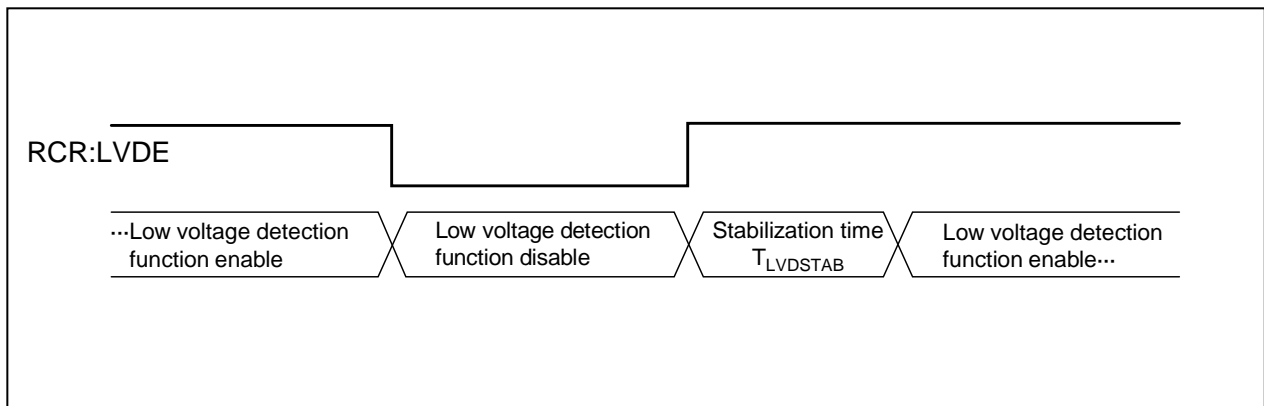 RCR:LVDE
···Low voltage detection
function enable
Low voltage detection
function disable
Stabilization time
TLVDSTAB
Low voltage detection
function enable···